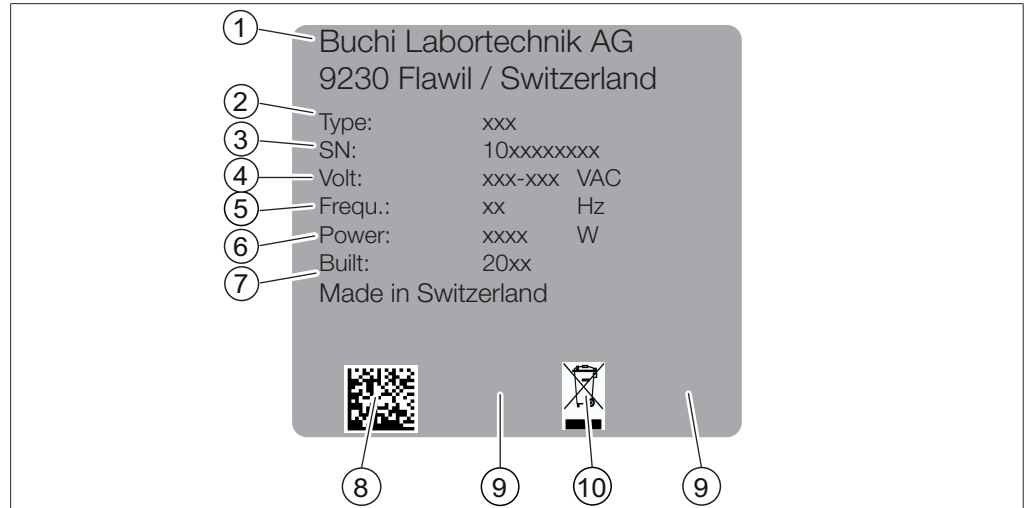 1 Buchi Labortechnik AG
9230 Flawil / Switzerland
2 Type: xxx
3 SN: 10xxxxxxxx
4 Volt: xxx-xxx VAC
5 Frequ.: xx Hz
6 Power: xxxx W
7 Built: 20xx
Made in Switzerland
8 9 10 9